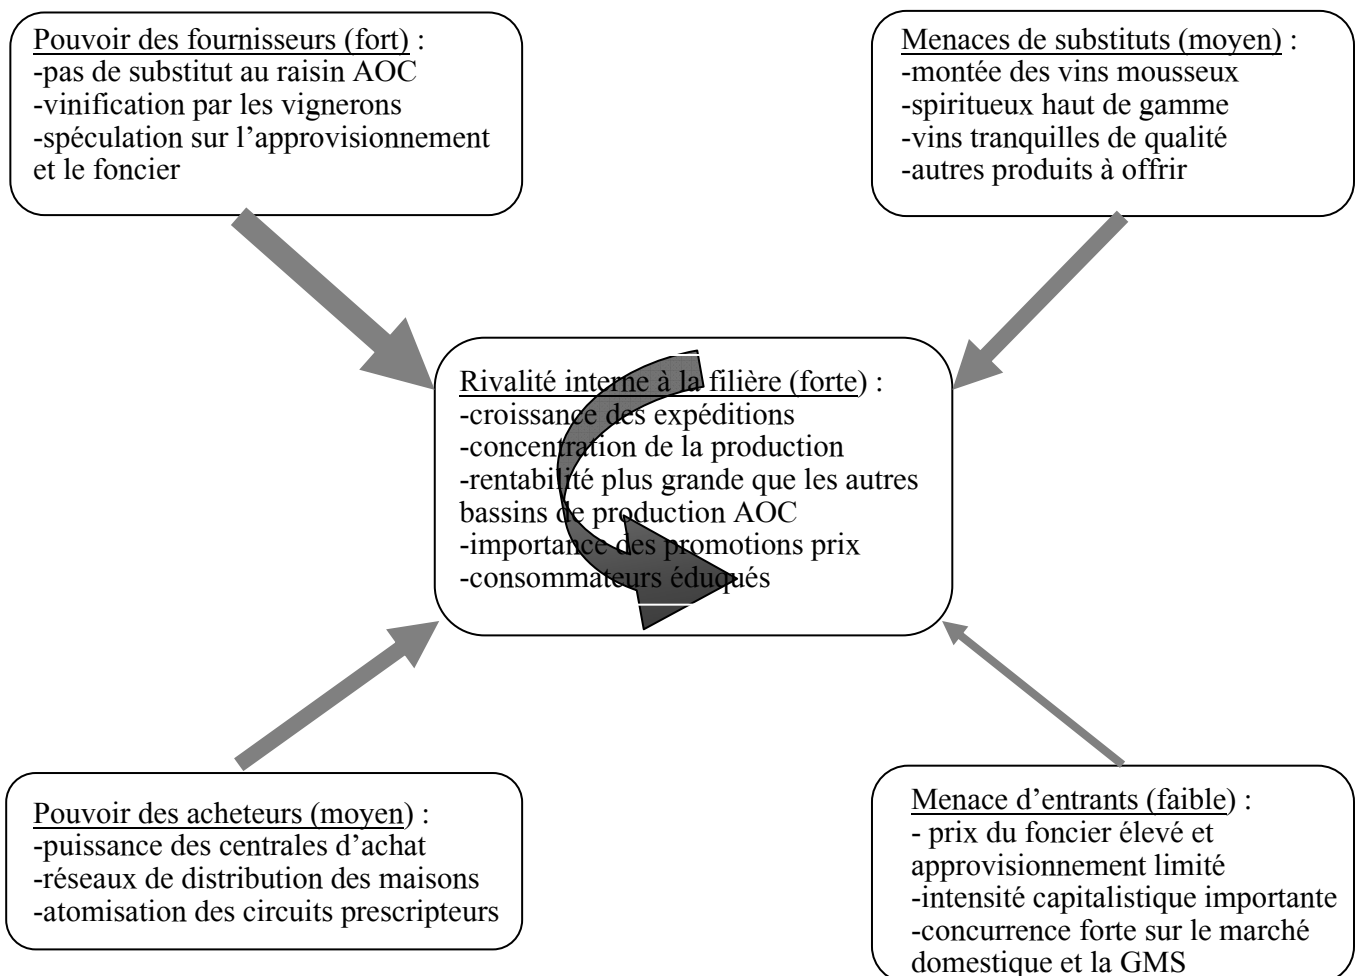 Pouvoir des fournisseurs (fort) :
-pas de substitut au raisin AOC
-vinification par les vignerons
-spéculation sur l’approvisionnement
et le foncier
Menaces de substituts (moyen) :
-montée des vins mousseux
-spiritueux haut de gamme
-vins tranquilles de qualité
-autres produits à offrir
Rivalité interne à la filière (forte) :
-croissance des expéditions
-concentration de la production
-rentabilité plus grande que les autres
bassins de production AOC
-importance des promotions prix
-consommateurs éduqués
Pouvoir des acheteurs (moyen) :
-puissance des centrales d’achat
-réseaux de distribution des maisons
-atomisation des circuits prescripteurs
Menace d’entrants (faible) :
- prix du foncier élevé et
approvisionnement limité
-intensité capitalistique importante
-concurrence forte sur le marché
domestique et la GMS